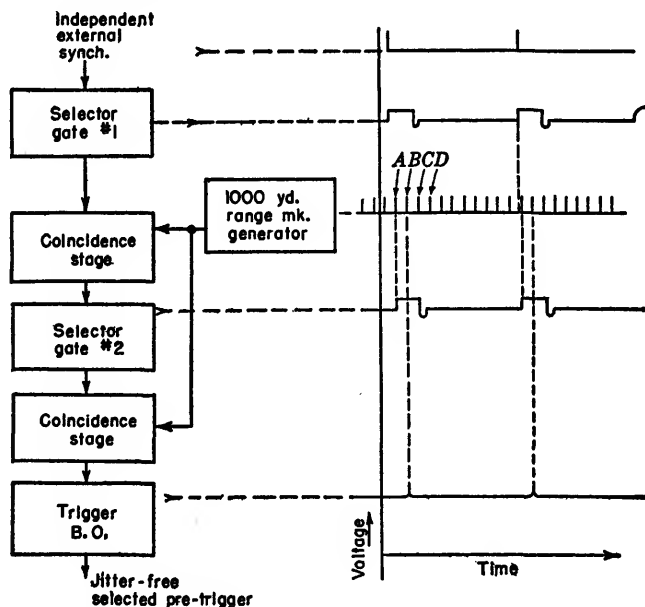 Independent
external
synch.
Selector
gate #1
ABCD
1000 yd.
range mk.
generator
Coincidence
stage.
Selector
gate #2
Coincidence
stage
Trigger
B.O.
Jitter-free
selected pre-trigger
Voltage
Time